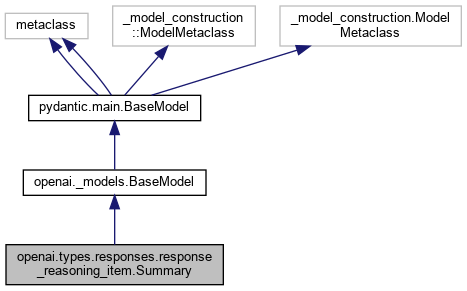 metaclass
_model_construction
::ModelMetaclass
_model_construction.Model
Metaclass
pydantic.main.BaseModel
openai._models.BaseModel
openai.types.responses.response
_reasoning_item.Summary